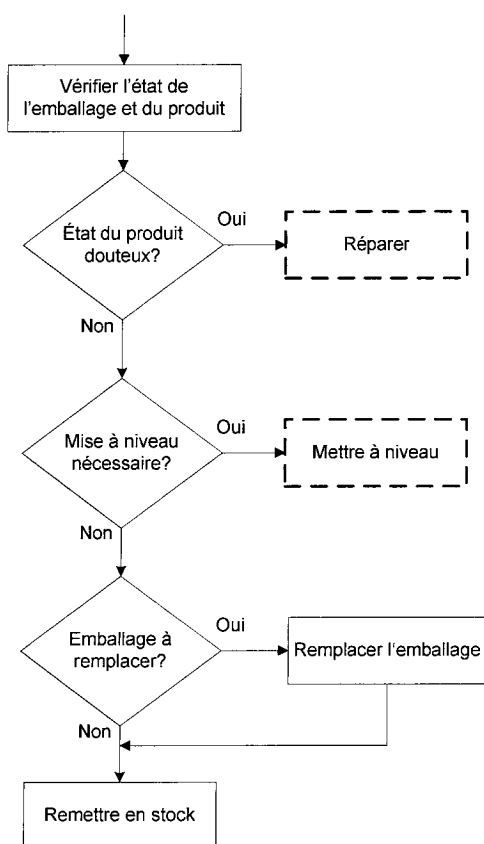 Vérifier l'état de
l'emballage et du produit
État du produit
douteux?
Oui
Réparer
Non
Mise à niveau
nécessaire?
Oui
Mettre à niveau
Non
Emballage à
remplacer?
Oui
Remplacer l'emballage
Non
Remettre en stock